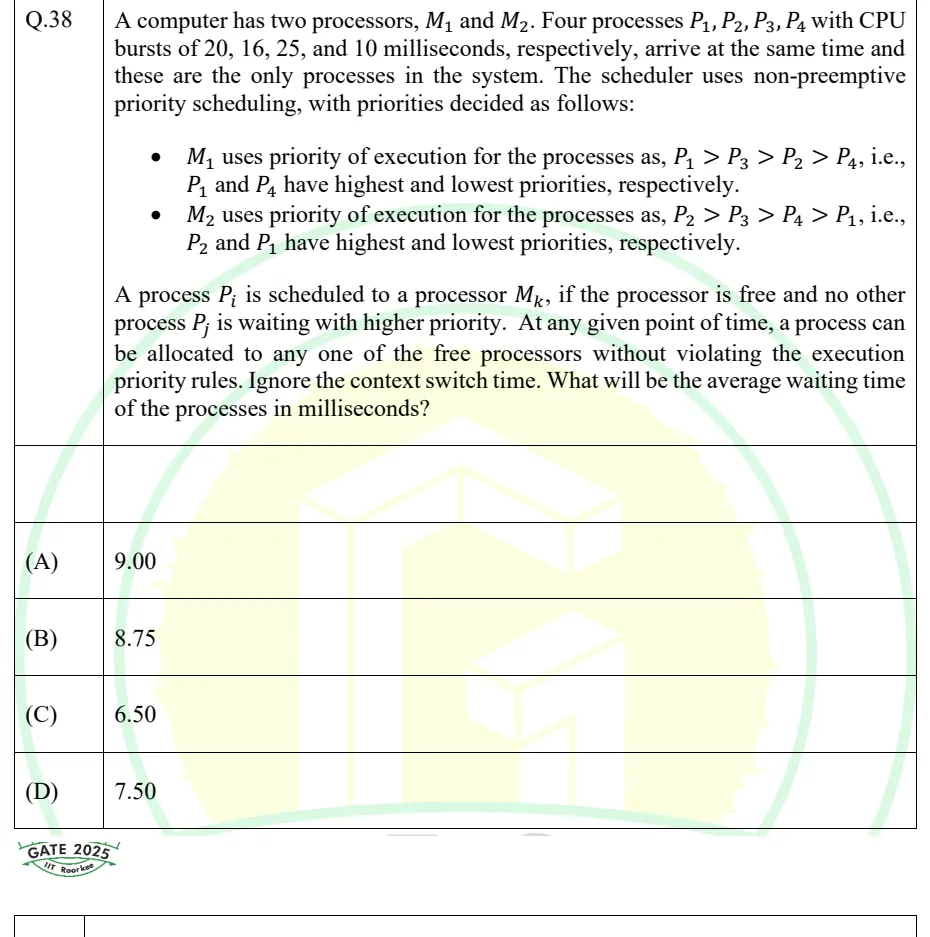 Q.38
A computer has two processors, M₁ and M₂. Four processes P₁, P₂, P₃, P₄ with CPU
bursts of 20, 16, 25, and 10 milliseconds, respectively, arrive at the same time and
these are the only processes in the system. The scheduler uses non-preemptive
priority scheduling, with priorities decided as follows:
• M₁ uses priority of execution for the processes as, P₁ > P₃ > P₂ > P₄, i.e.,
P₁ and P₄ have highest and lowest priorities, respectively.
• M₂ uses priority of execution for the processes as, P₂ > P₃ > P₄ > P₁, i.e.,
P₂ and P₁ have highest and lowest priorities, respectively.
A process Pᵢ is scheduled to a processor Mₖ, if the processor is free and no other
process Pⱼ is waiting with higher priority. At any given point of time, a process can
be allocated to any one of the free processors without violating the execution
priority rules. Ignore the context switch time. What will be the average waiting time
of the processes in milliseconds?
(A) 9.00
(B) 8.75
(C) 6.50
(D) 7.50
GATE 2025
IIT Roorkee